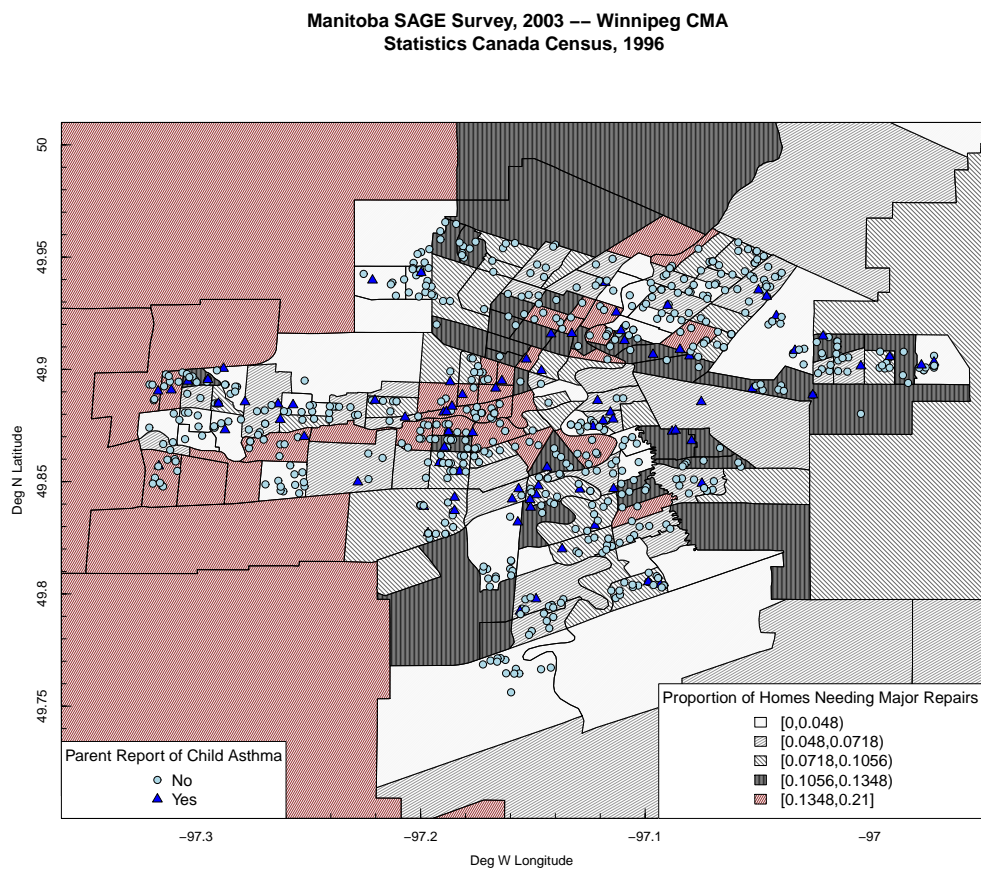 Manitoba SAGE Survey, 2003 −− Winnipeg CMA
Statistics Canada Census, 1996
50
49.95
49.9
49.85
49.8
49.75
Deg N Latitude
Parent Report of Child Asthma
No
Yes
Proportion of Homes Needing Major Repairs
[0,0.048)
[0.048,0.0718)
[0.0718,0.1056)
[0.1056,0.1348)
[0.1348,0.21]
−97.3
−97.2
−97.1
−97
Deg W Longitude